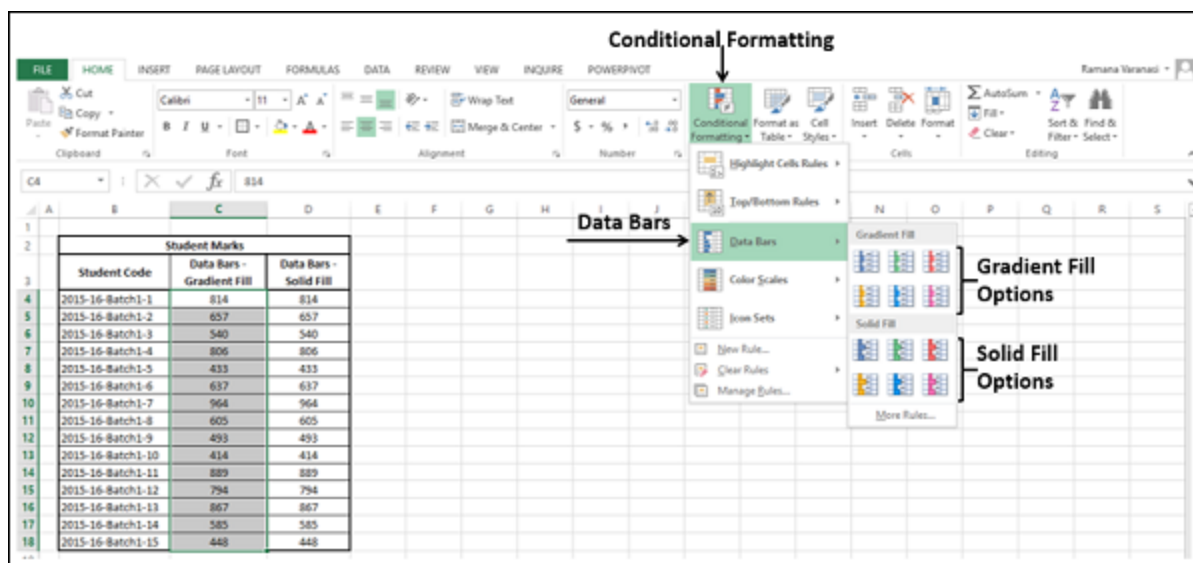 Conditional Formatting
FILE HOME INSERT PAGE LAYOUT FORMULAS DATA REVIEW VIEW INQUIRE POWERPIVOT Ramana Varanasi
Cut
Copy
Format Painter
Paste
Calibri 11
B I U
Wrap Text
Merge & Center
General
$ % ,
Conditional Formatting
Format as Table
Cell Styles
Insert Delete Format
AutoSum
Fill
Clear
Sort & Filter
Find & Select
Clipboard Font Alignment Number Cells Editing
C4 fx 814
Highlight Cells Rules
Top/Bottom Rules
Data Bars
Data Bars
Color Scales
Icon Sets
New Rule...
Clear Rules
Manage Rules...
Gradient Fill
Gradient Fill
Options
Solid Fill
Solid Fill
Options
More Rules...
A B C D E F G H I J N O P Q R S
1
2 Student Marks
3 Student Code Data Bars - Gradient Fill Data Bars - Solid Fill
4 2015-16-Batch1-1 814 814
5 2015-16-Batch1-2 657 657
6 2015-16-Batch1-3 540 540
7 2015-16-Batch1-4 806 806
8 2015-16-Batch1-5 433 433
9 2015-16-Batch1-6 637 637
10 2015-16-Batch1-7 964 964
11 2015-16-Batch1-8 605 605
12 2015-16-Batch1-9 493 493
13 2015-16-Batch1-10 414 414
14 2015-16-Batch1-11 889 889
15 2015-16-Batch1-12 794 794
16 2015-16-Batch1-13 867 867
17 2015-16-Batch1-14 585 585
18 2015-16-Batch1-15 448 448